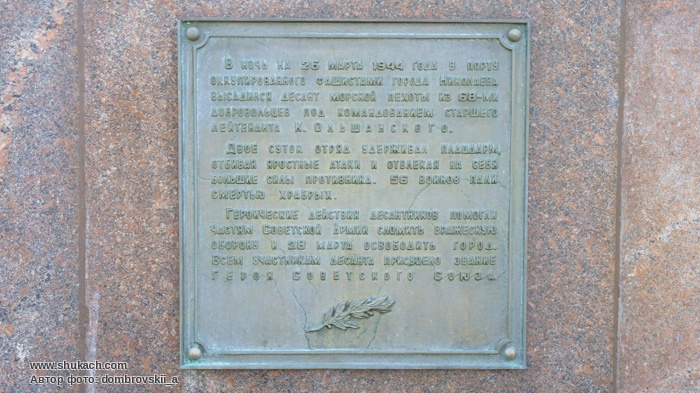 В ночь на 26 марта 1944 года в порту
оккупированного фашистами города Николаева
высадился десант морской пехоты из 68-ми
добровольцев под командованием старшего
лейтенанта К. Ольшанского.
Двое суток отряд удерживал плацдарм,
отбивая яростные атаки и отвлекая на себя
большие силы противника. 56 воинов пали
смертью храбрых.
Героические действия десантников помогли
частям Советской Армии сломить вражескую
оборону и 28 марта освободить город.
Всем участникам десанта присвоено звание
Героя Советского Союза.
www.shukach.com
Автор фото: dombrovskii_a